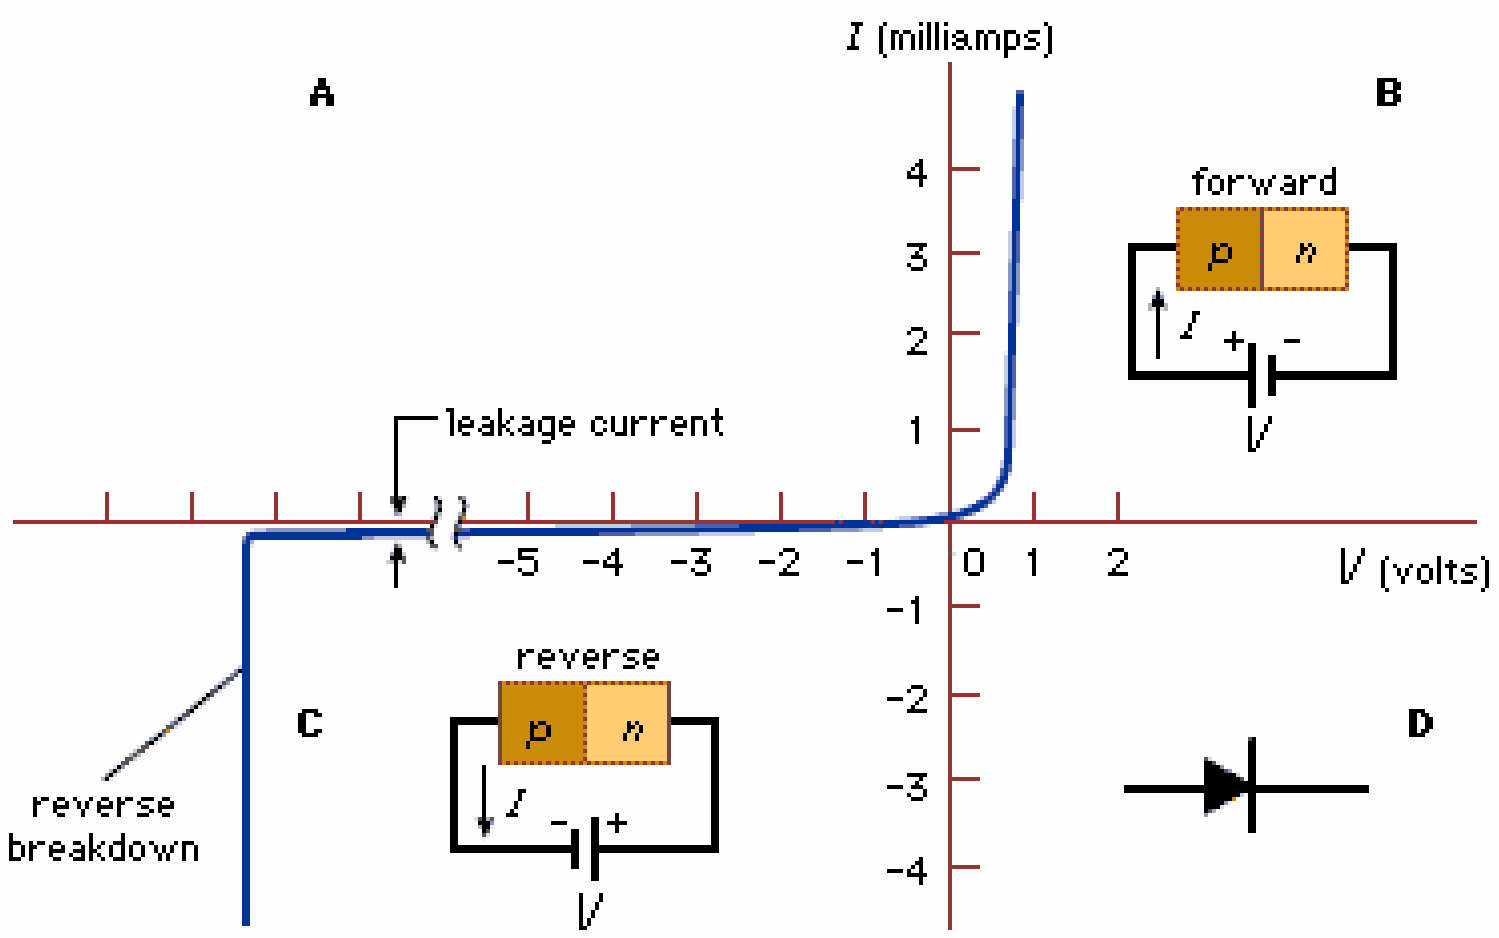 I (milliamps)
A
B
4
forward
3
p n
I
2
+ −
V
leakage current
1
−5 −4 −3 −2 −1 0 1 2 V (volts)
−1
reverse
−2
C
p n
D
−3
reverse
breakdown
I
− +
−4
V